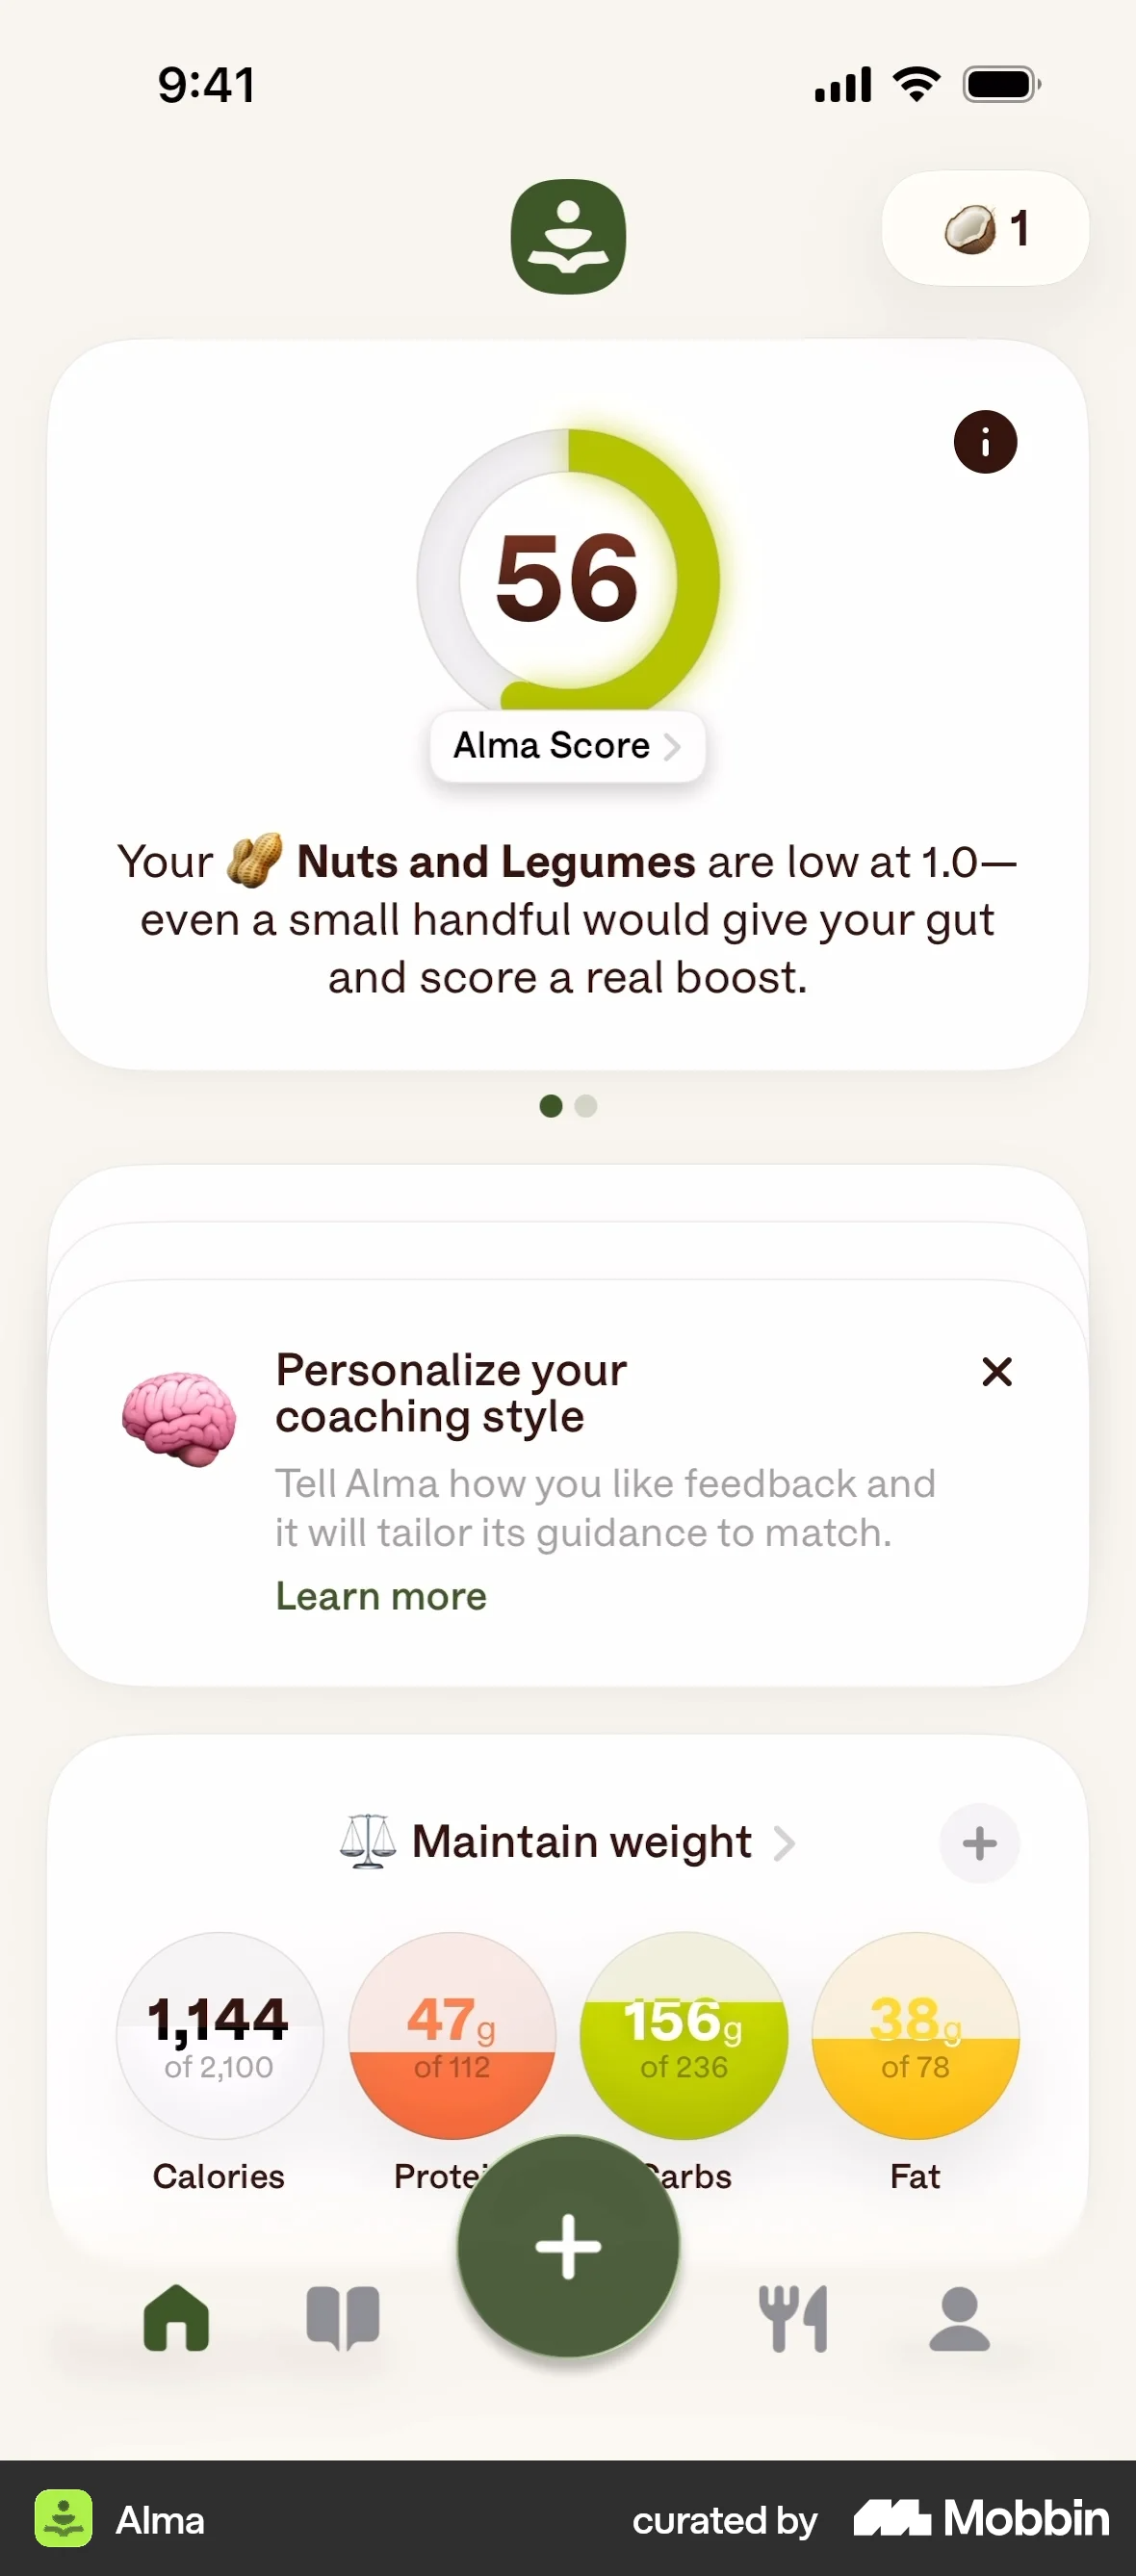 9:41
1
56
Alma Score
Your Nuts and Legumes are low at 1.0—
even a small handful would give your gut
and score a real boost.
Personalize your
coaching style
Tell Alma how you like feedback and
it will tailor its guidance to match.
Learn more
Maintain weight
1,144 47g 156g 38g
of 2,100 of 112 of 236 of 78
Calories Protei arbs Fat
Alma curated by Mobbin